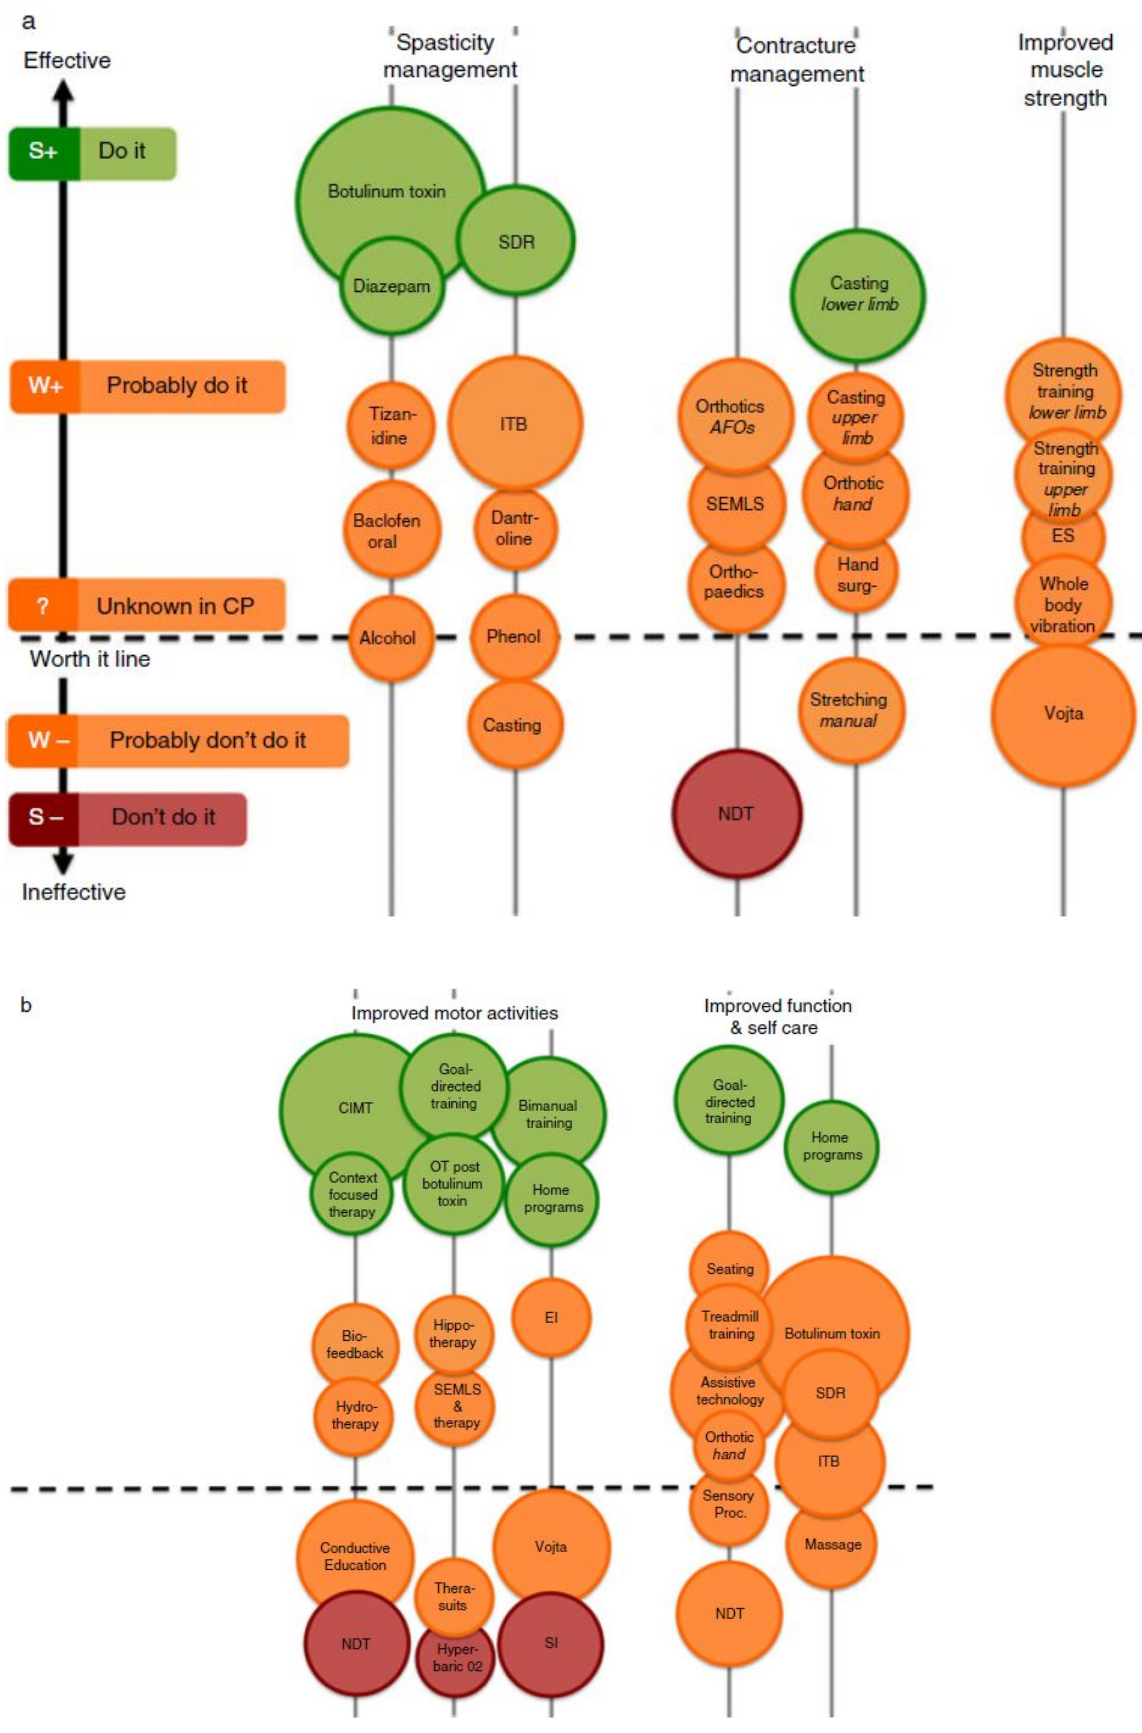 a
Effective
S+ Do it
W+ Probably do it
? Unknown in CP
Worth it line
W – Probably don't do it
S – Don't do it
Ineffective
Spasticity
management
Botulinum toxin
SDR
Diazepam
Tizan-
idine
ITB
Baclofen
oral
Dantr-
oline
Alcohol
Phenol
Casting
Contracture
management
Casting
lower limb
Orthotics
AFOs
Casting
upper
limb
SEMLS
Orthotic
hand
Ortho-
paedics
Hand
surg-
Stretching
manual
NDT
Improved
muscle
strength
Strength
training
lower limb
Strength
training
upper
limb
ES
Whole
body
vibration
Vojta
b
Improved motor activities
CIMT
Goal-
directed
training
Bimanual
training
Context
focused
therapy
OT post
botulinum
toxin
Home
programs
Bio-
feedback
Hippo-
therapy
EI
Hydro-
therapy
SEMLS
&
therapy
Conductive
Education
Vojta
Thera-
suits
NDT
Hyper-
baric 02
SI
Improved function
& self care
Goal-
directed
training
Home
programs
Seating
Treadmill
training
Botulinum toxin
Assistive
technology
SDR
Orthotic
hand
ITB
Sensory
Proc.
Massage
NDT